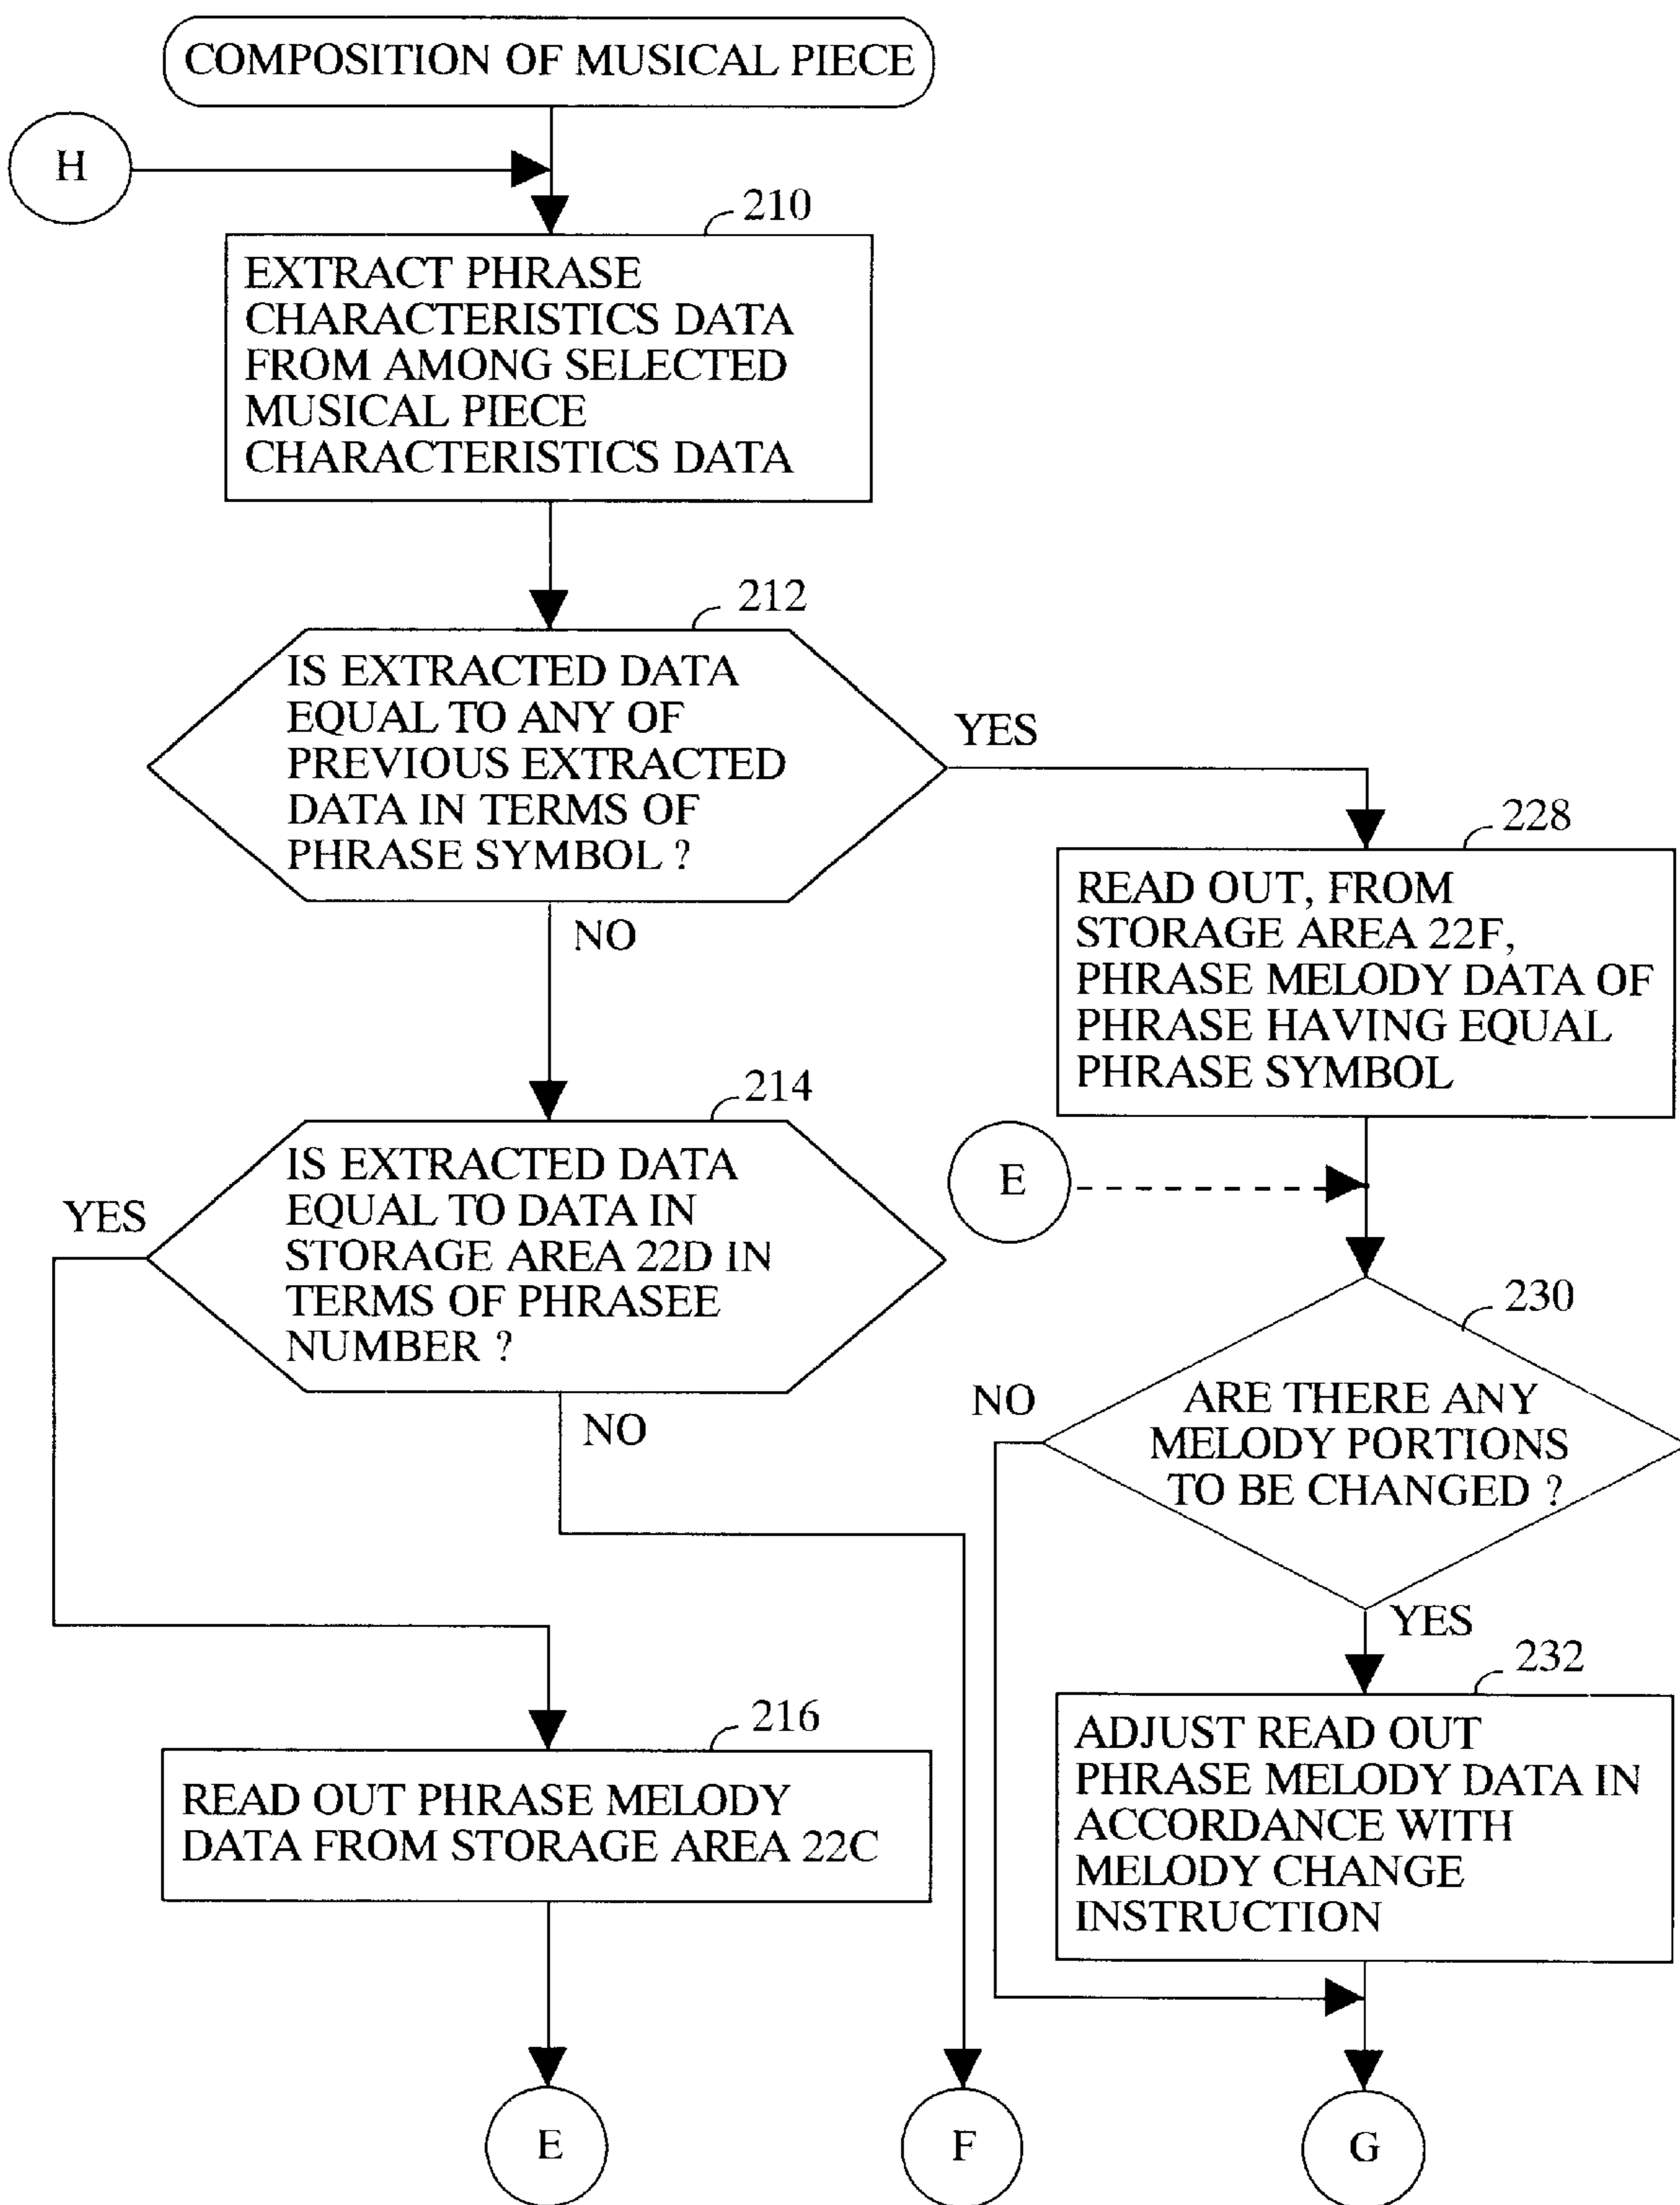 COMPOSITION OF MUSICAL PIECE
H
210
EXTRACT PHRASE
CHARACTERISTICS DATA
FROM AMONG SELECTED
MUSICAL PIECE
CHARACTERISTICS DATA
212
IS EXTRACTED DATA
EQUAL TO ANY OF
PREVIOUS EXTRACTED
DATA IN TERMS OF
PHRASE SYMBOL ?
YES
NO
228
READ OUT, FROM
STORAGE AREA 22F,
PHRASE MELODY DATA OF
PHRASE HAVING EQUAL
PHRASE SYMBOL
214
IS EXTRACTED DATA
EQUAL TO DATA IN
STORAGE AREA 22D IN
TERMS OF PHRASEE
NUMBER ?
YES
NO
E
230
ARE THERE ANY
MELODY PORTIONS
TO BE CHANGED ?
NO
YES
216
READ OUT PHRASE MELODY
DATA FROM STORAGE AREA 22C
232
ADJUST READ OUT
PHRASE MELODY DATA IN
ACCORDANCE WITH
MELODY CHANGE
INSTRUCTION
E
F
G